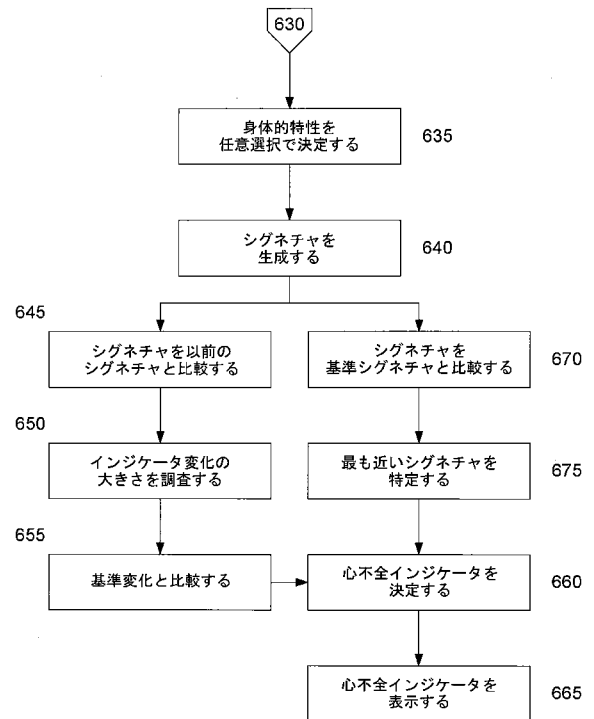 630
身体的特性を
任意選択で決定する
635
シグネチャを
生成する
640
645
シグネチャを以前の
シグネチャと比較する
シグネチャを
基準シグネチャと比較する
670
650
インジケータ変化の
大きさを調査する
最も近いシグネチャを
特定する
675
655
基準変化と比較する
心不全インジケータを
決定する
660
心不全インジケータを
表示する
665